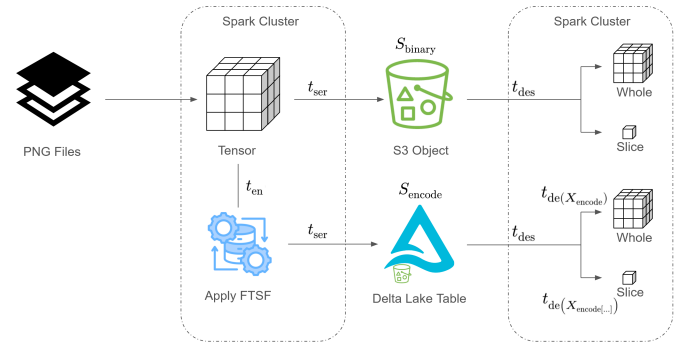 Spark Cluster
Spark Cluster
S_binary
t_ser
t_des
Whole
PNG Files
Tensor
S3 Object
Slice
t_en
S_encode
t_de(X_encode)
t_ser
t_des
Whole
Apply FTSF
Delta Lake Table
Slice
t_de(X_encode[...])